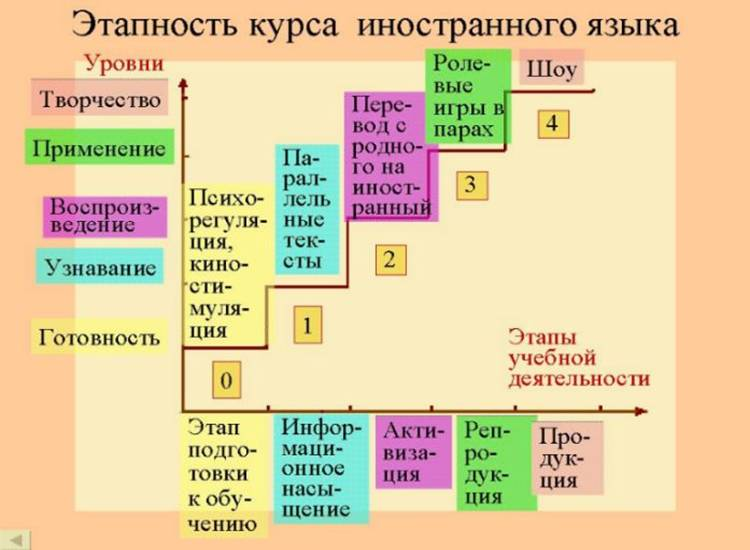 Этапность курса иностранного языка
Уровни
Творчество
Применение
Воспроиз-
ведение
Узнавание
Готовность
Психо-
регуля-
ция,
кино-
сти-
муля-
ция
Па-
рал-
лель
ные
тек-
сты
Пере-
вод с
родно-
го на
иност-
ранный
Роле-
вые
игры в
парах
Шоу
0
1
2
3
4
Этапы
учебной
деятельности
Этап
подго-
товки
к обу-
чению
Инфор-
маци-
онное
насы-
щение
Акти-
виза-
ция
Реп-
ро-
дук-
ция
Про-
дук-
ция